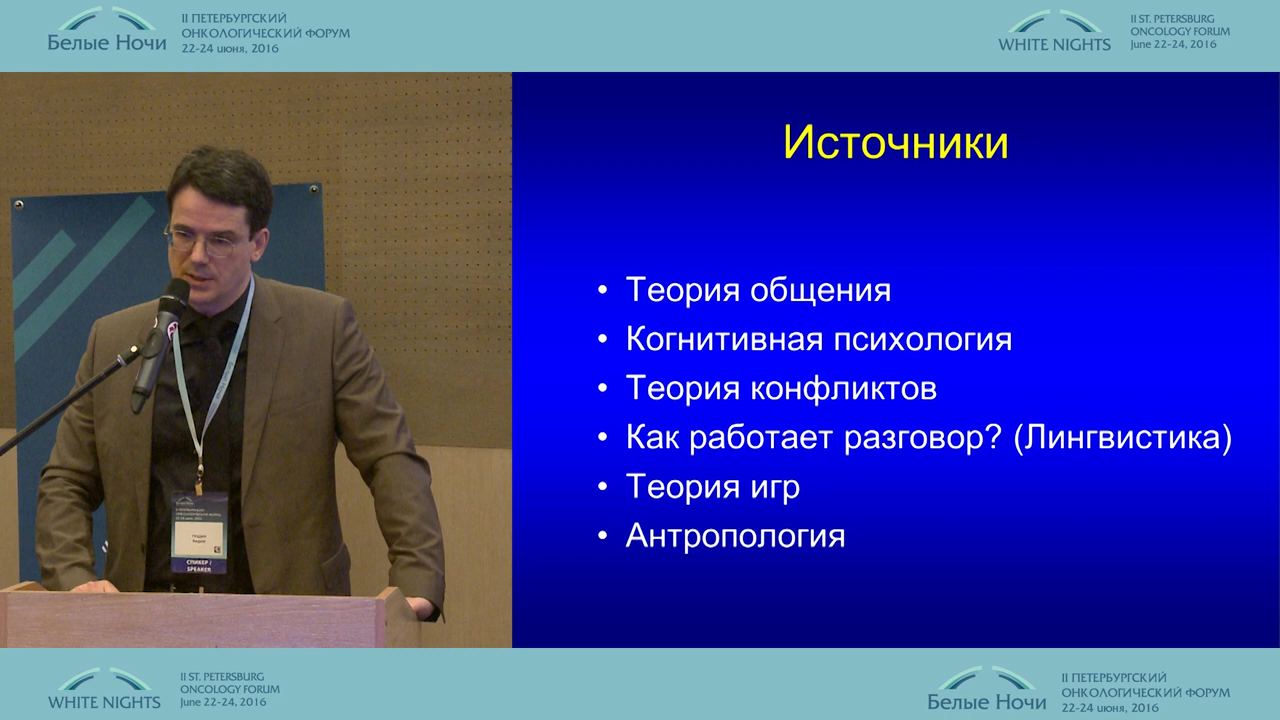 Белые Ночи
II ПЕТЕРБУРГСКИЙ
ОНКОЛОГИЧЕСКИЙ ФОРУМ
22-24 июня, 2016
WHITE NIGHTS
II ST. PETERSBURG
ONCOLOGY FORUM
June 22-24, 2016
Источники
• Теория общения
• Когнитивная психология
• Теория конфликтов
• Как работает разговор? (Лингвистика)
• Теория игр
• Антропология
СПИКЕР /
SPEAKER
WHITE NIGHTS
II ST. PETERSBURG
ONCOLOGY FORUM
June 22-24, 2016
Белые Ночи
II ПЕТЕРБУРГСКИЙ
ОНКОЛОГИЧЕСКИЙ ФОРУМ
22-24 июня, 2016